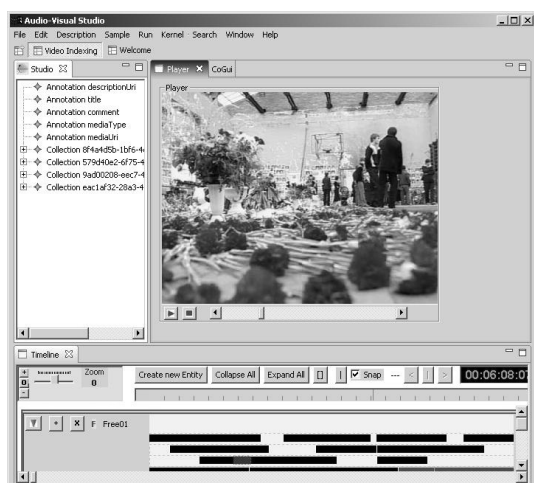 Audio-Visual Studio
File Edit Description Sample Run Kernel Search Window Help
Video Indexing Welcome
Studio
Player CoGui
Player
Annotation descriptionUri
Annotation title
Annotation comment
Annotation mediaType
Annotation mediaUri
Collection 8f4a4d5b-1bf6-4
Collection 579d40e2-6f75-4
Collection 9ad00208-eec7-4
Collection eac1af32-28a3-4
Timeline
Zoom
0
Create new Entity Collapse All Expand All [] | Snap --- < | > 00:06:08:07
+ 0 -
+ X F Free01